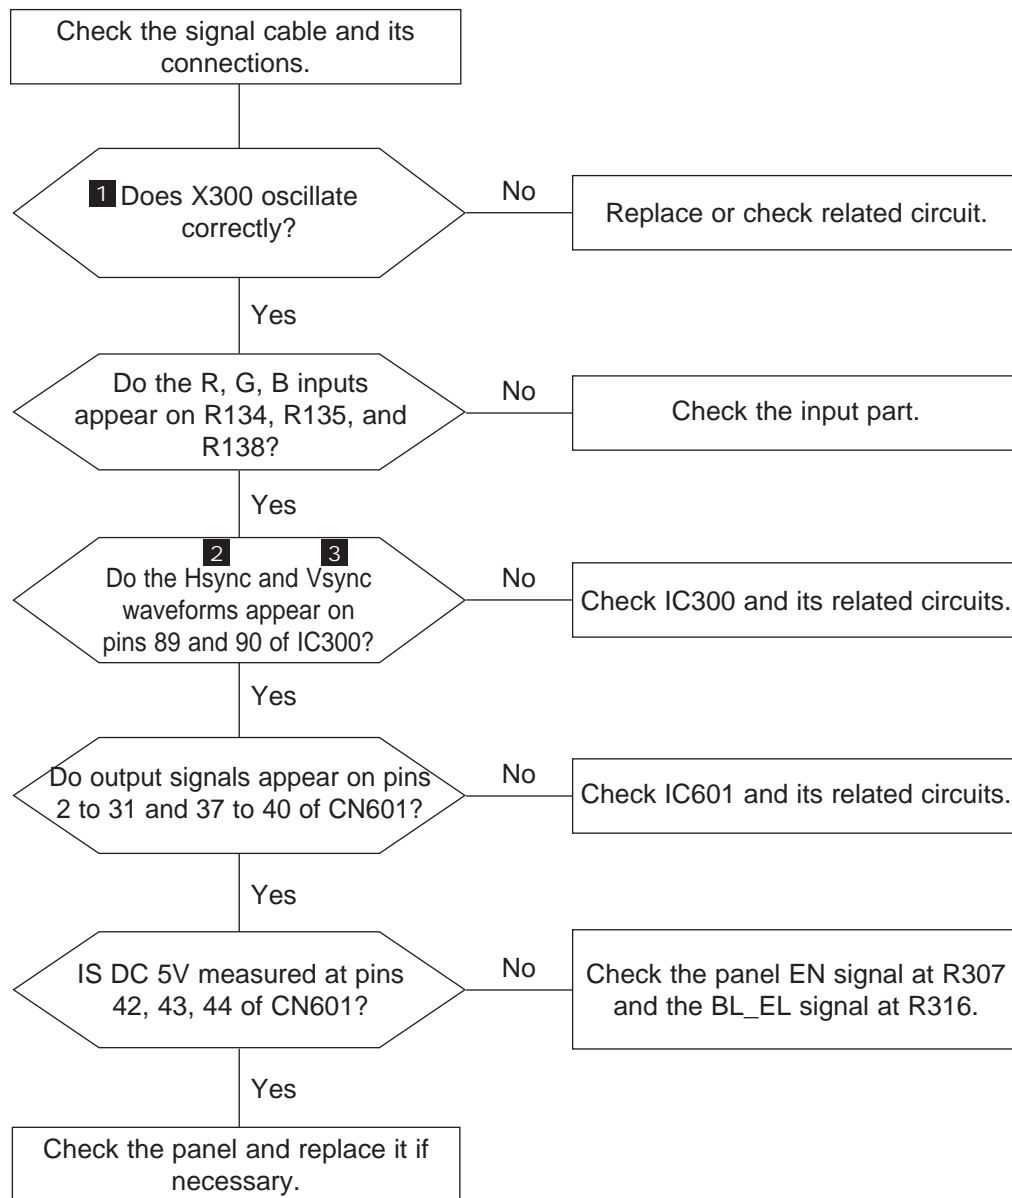 Check the signal cable and its
connections.
1 Does X300 oscillate
correctly?
No
Replace or check related circuit.
Yes
Do the R, G, B inputs
appear on R134, R135, and
R138?
No
Check the input part.
Yes
2 3
Do the Hsync and Vsync
waveforms appear on
pins 89 and 90 of IC300?
No
Check IC300 and its related circuits.
Yes
Do output signals appear on pins
2 to 31 and 37 to 40 of CN601?
No
Check IC601 and its related circuits.
Yes
IS DC 5V measured at pins
42, 43, 44 of CN601?
No
Check the panel EN signal at R307
and the BL_EL signal at R316.
Yes
Check the panel and replace it if
necessary.